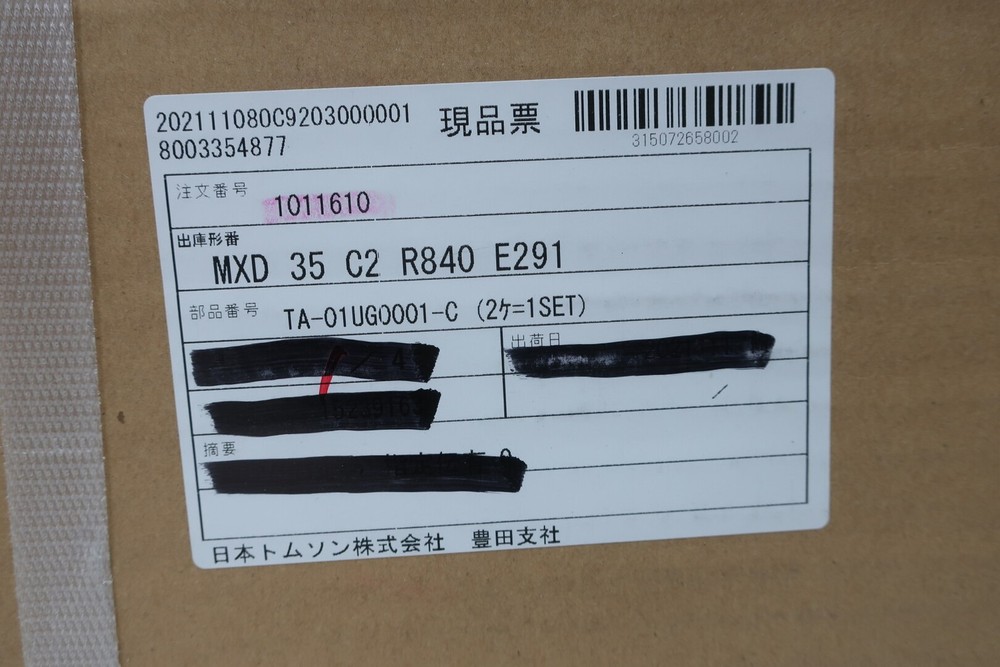 202111080C9203000001
8003354877
現品票
315072658002
注文番号
1011610
出庫形番
MXD 35 C2 R840 E291
部品番号
TA-01UG0001-C (2ケ=1SET)
出荷日
摘要
日本トムソン株式会社 豊田支社